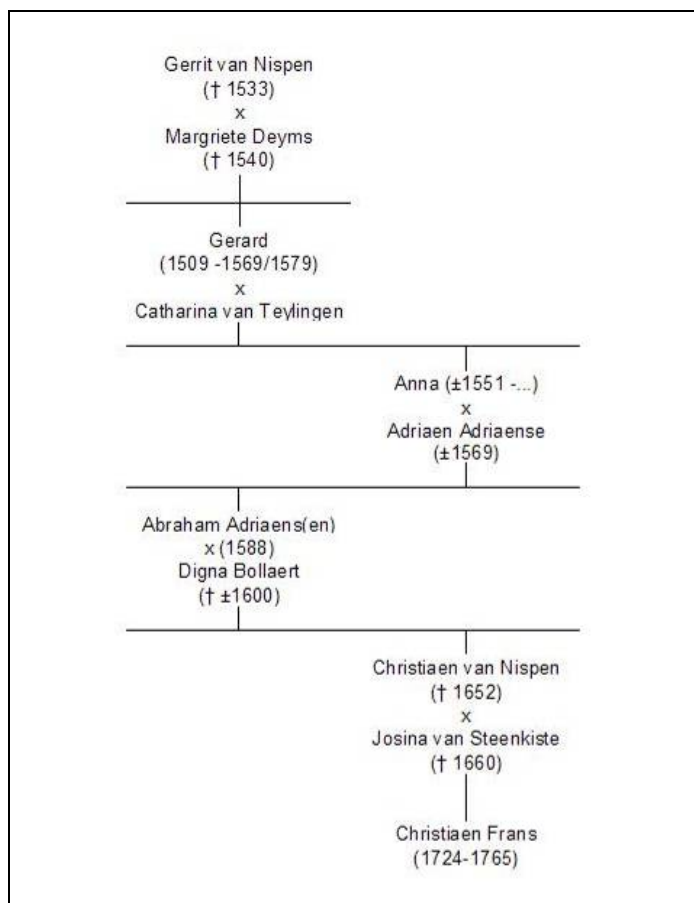 Gerrit van Nispen
(† 1533)
x
Margriete Deyms
(† 1540)
Gerard
(1509 -1569/1579)
x
Catharina van Teylingen
Anna (±1551 -...)
x
Adriaen Adriaense
(±1569)
Abraham Adriaens(en)
x (1588)
Digna Bollaert
(† ±1600)
Christiaen van Nispen
(† 1652)
x
Josina van Steenkiste
(† 1660)
Christiaen Frans
(1724-1765)